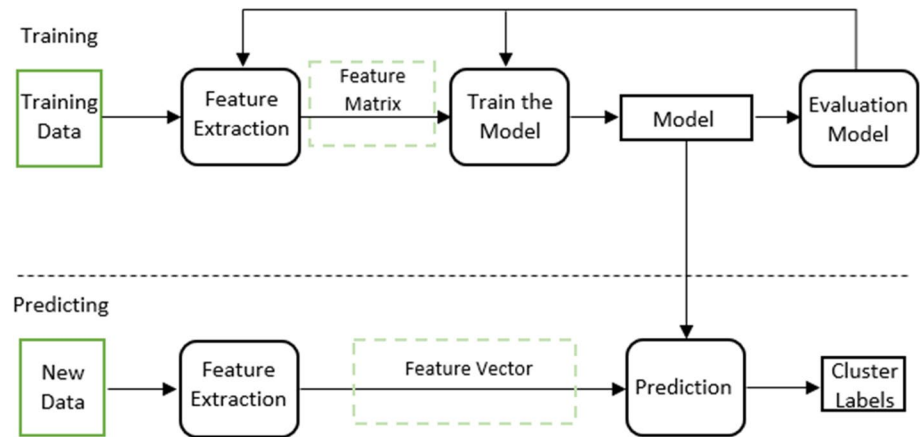 Training
Training
Data
Feature
Extraction
Feature
Matrix
Train the
Model
Model
Evaluation
Model
Predicting
New
Data
Feature
Extraction
Feature Vector
Prediction
Cluster
Labels